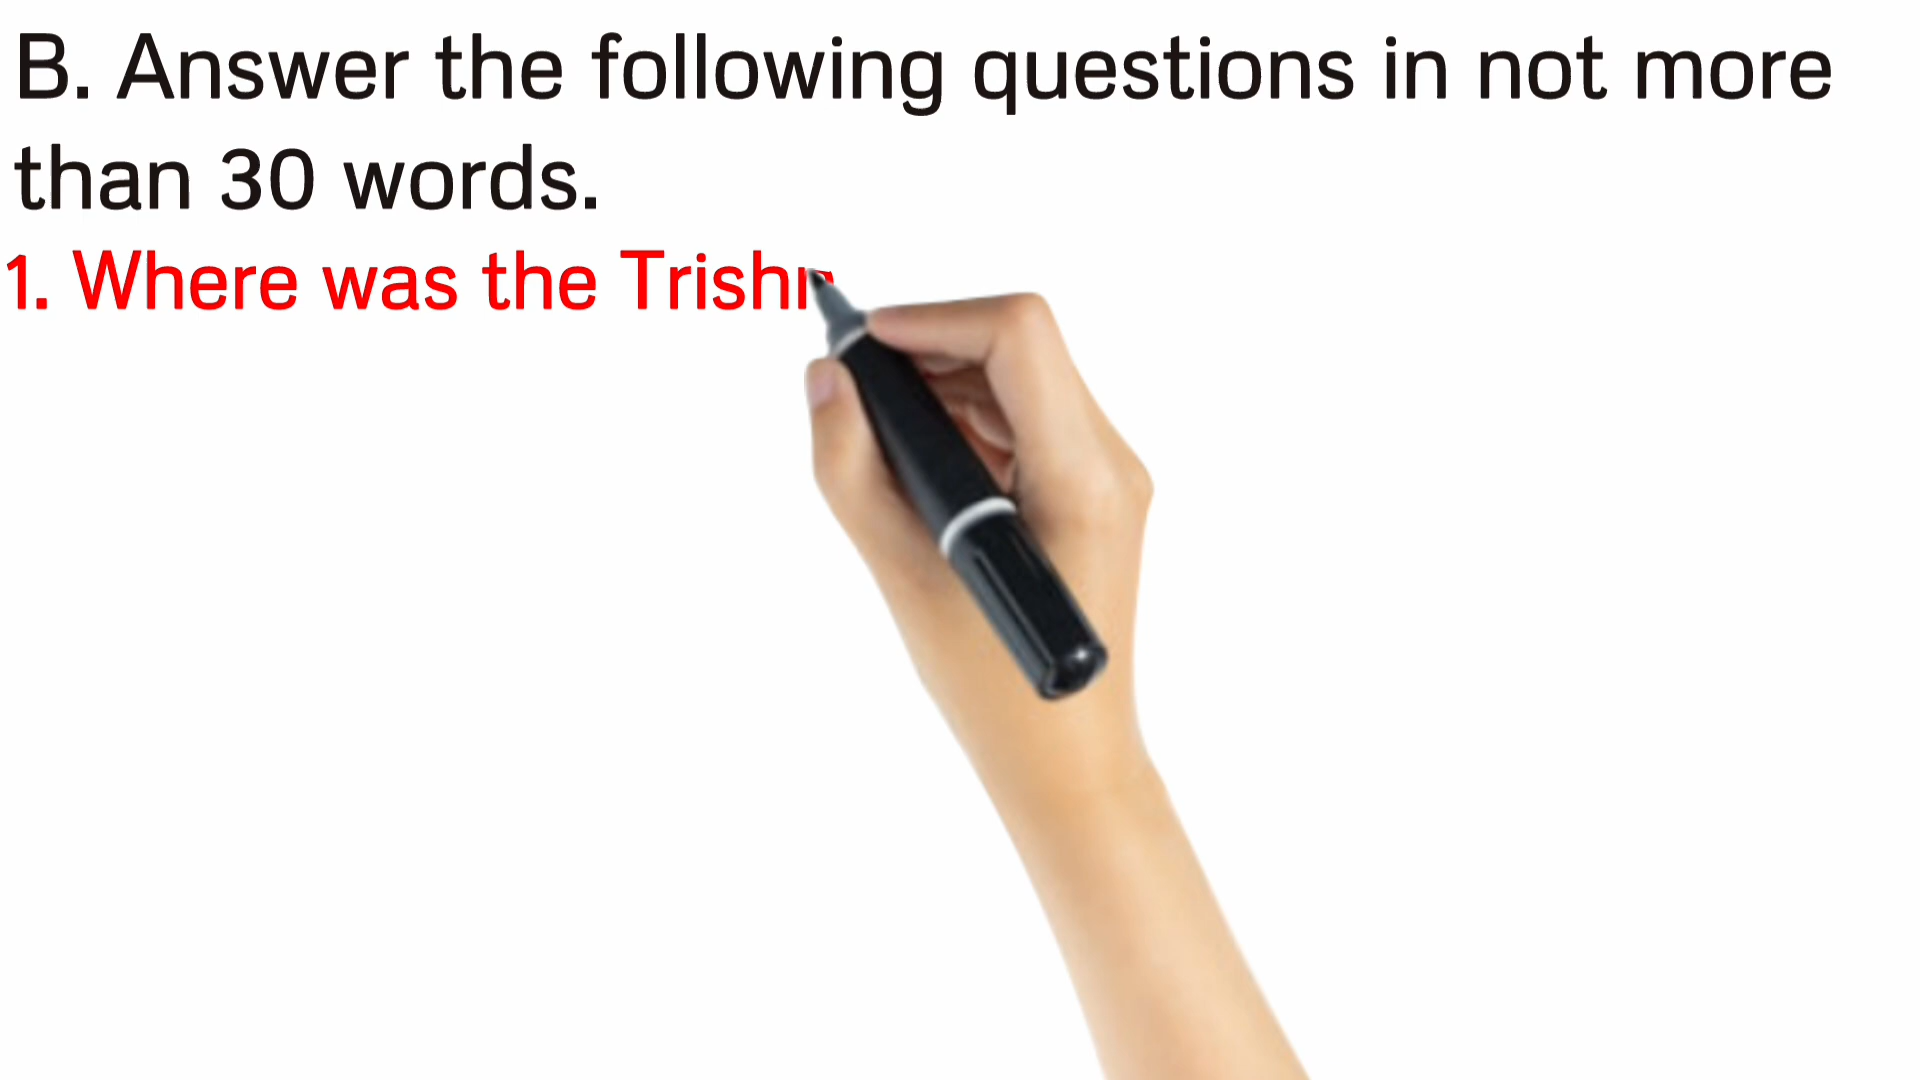 B. Answer the following questions in not more
than 30 words.
1. Where was the